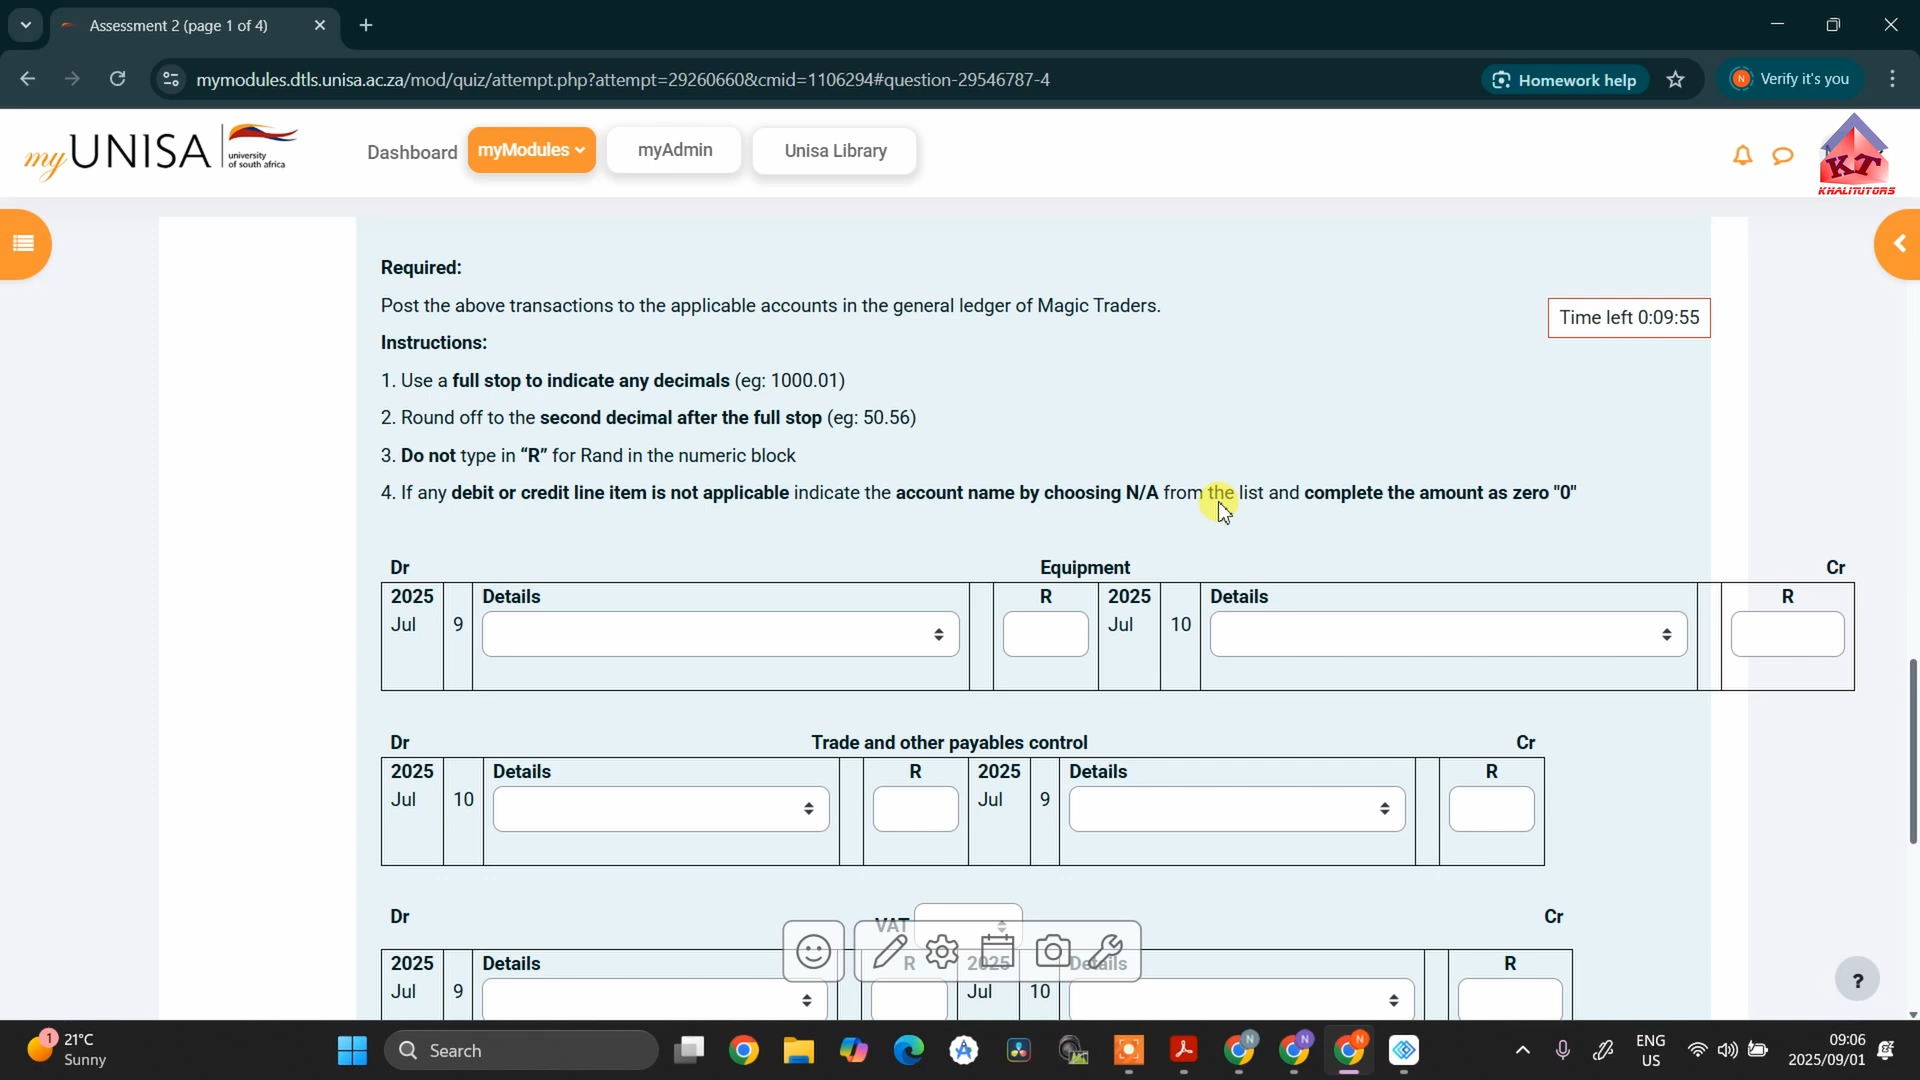 Assessment 2 (page 1 of 4)
mymodules.dtls.unisa.ac.za/mod/quiz/attempt.php?attempt=29260660&cmid=1106294#question-29546787-4
Homework help
N
Verify it's you
my UNISA
university
of south africa
Dashboard
myModules
myAdmin
Unisa Library
KT
KHALITUTORS
Required:
Post the above transactions to the applicable accounts in the general ledger of Magic Traders.
Time left 0:09:55
Instructions:
1. Use a full stop to indicate any decimals (eg: 1000.01)
2. Round off to the second decimal after the full stop (eg: 50.56)
3. Do not type in “R” for Rand in the numeric block
4. If any debit or credit line item is not applicable indicate the account name by choosing N/A from the list and complete the amount as zero "0"
Dr Equipment Cr
2025 Details R 2025 Details R
Jul 9 Jul 10
Dr Trade and other payables control Cr
2025 Details R 2025 Details R
Jul 10 Jul 9
Dr VAT Cr
2025 Details R 2025 Details R
Jul 9 Jul 10
?
1
21°C
Sunny
Search
N
N
N
ENG
US
09:06
2025/09/01